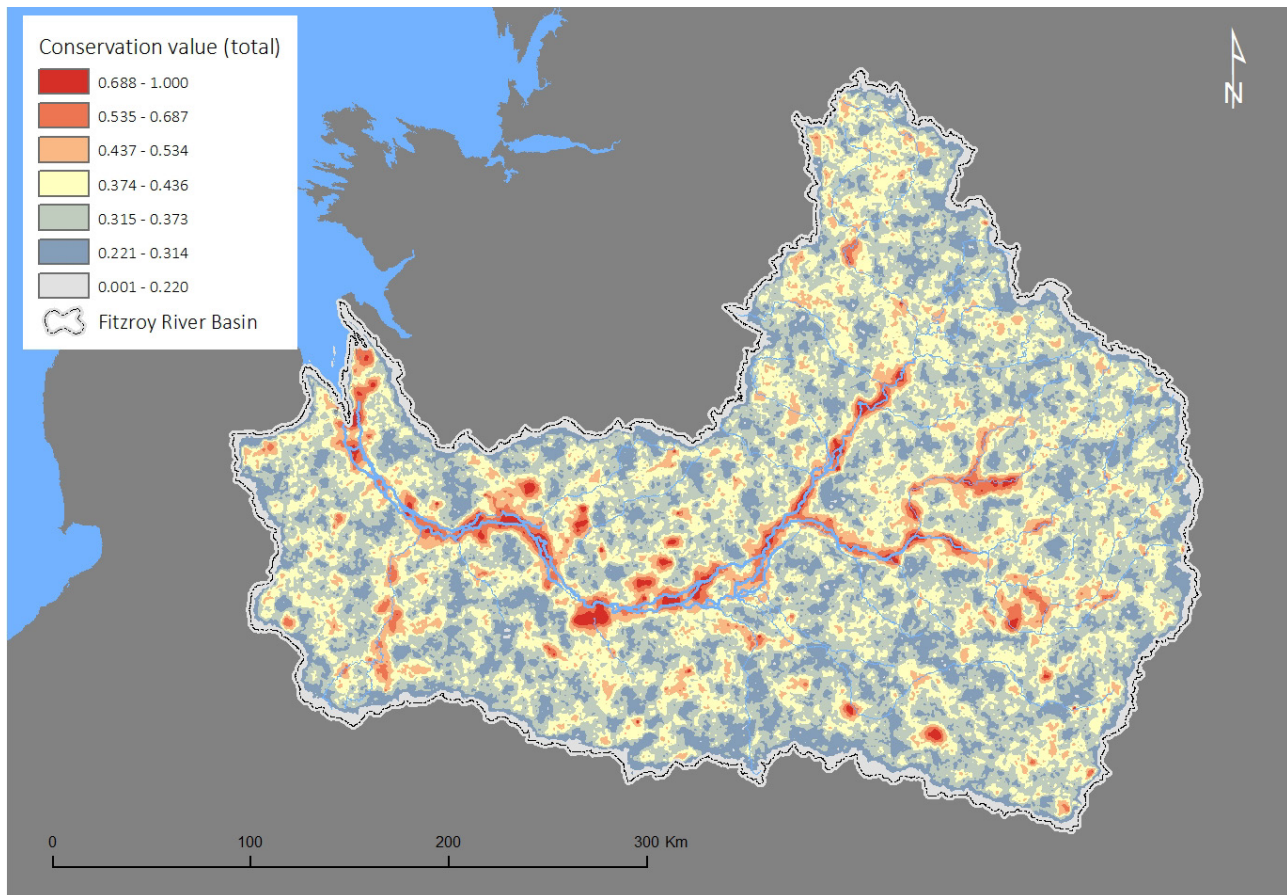 Conservation value (total)
0.688 - 1.000
0.535 - 0.687
0.437 - 0.534
0.374 - 0.436
0.315 - 0.373
0.221 - 0.314
0.001 - 0.220
Fitzroy River Basin
N
0 100 200 300 Km